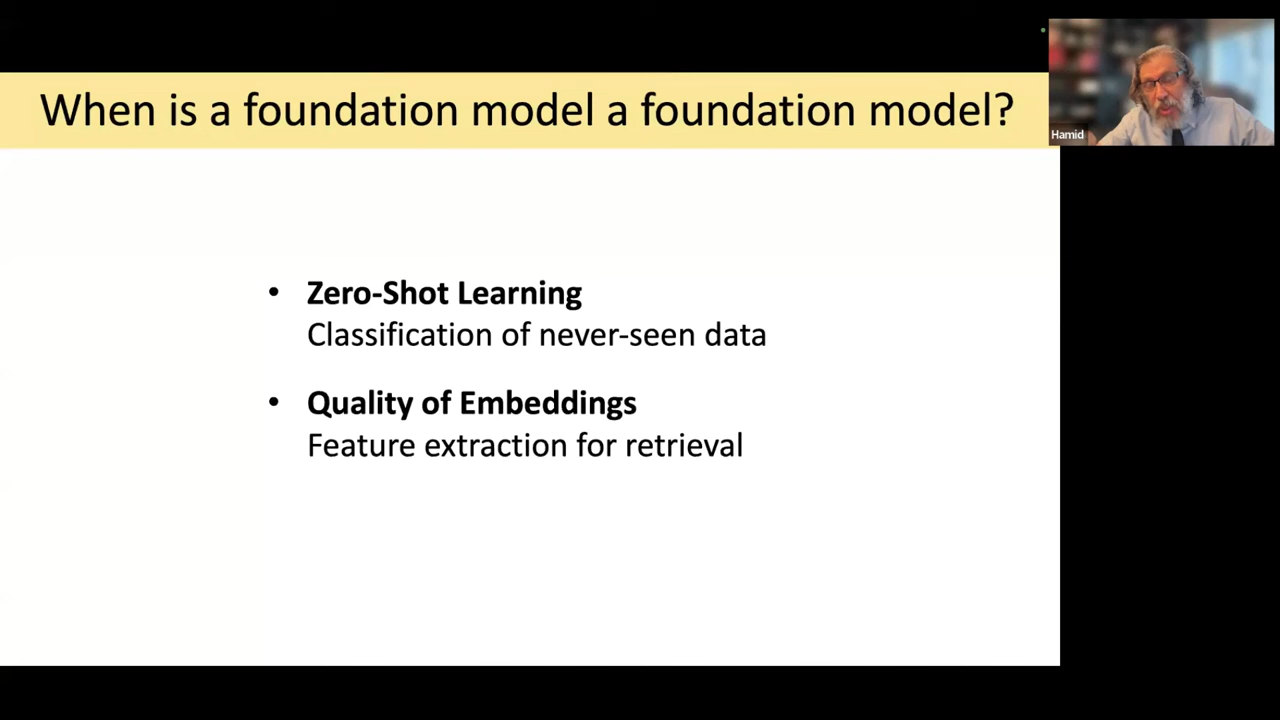 When is a foundation model a foundation model?
Hamid
• Zero-Shot Learning
Classification of never-seen data
• Quality of Embeddings
Feature extraction for retrieval